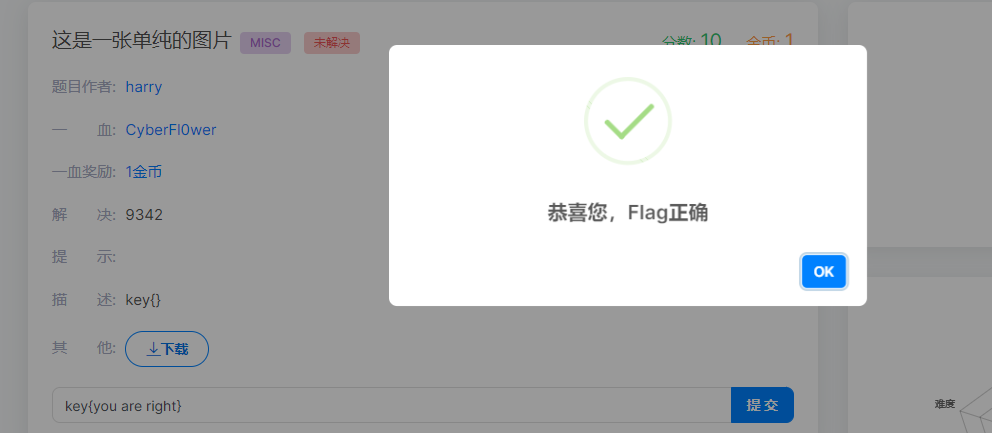 这是一张单纯的图片 MISC 未解决 分数: 10 金币: 1
题目作者: harry
一 血: CyberFl0wer
一血奖励: 1金币
解 决: 9342
提 示:
描 述: key{}
其 他: 下载
key{you are right} 提交
恭喜您，Flag正确
OK
难度